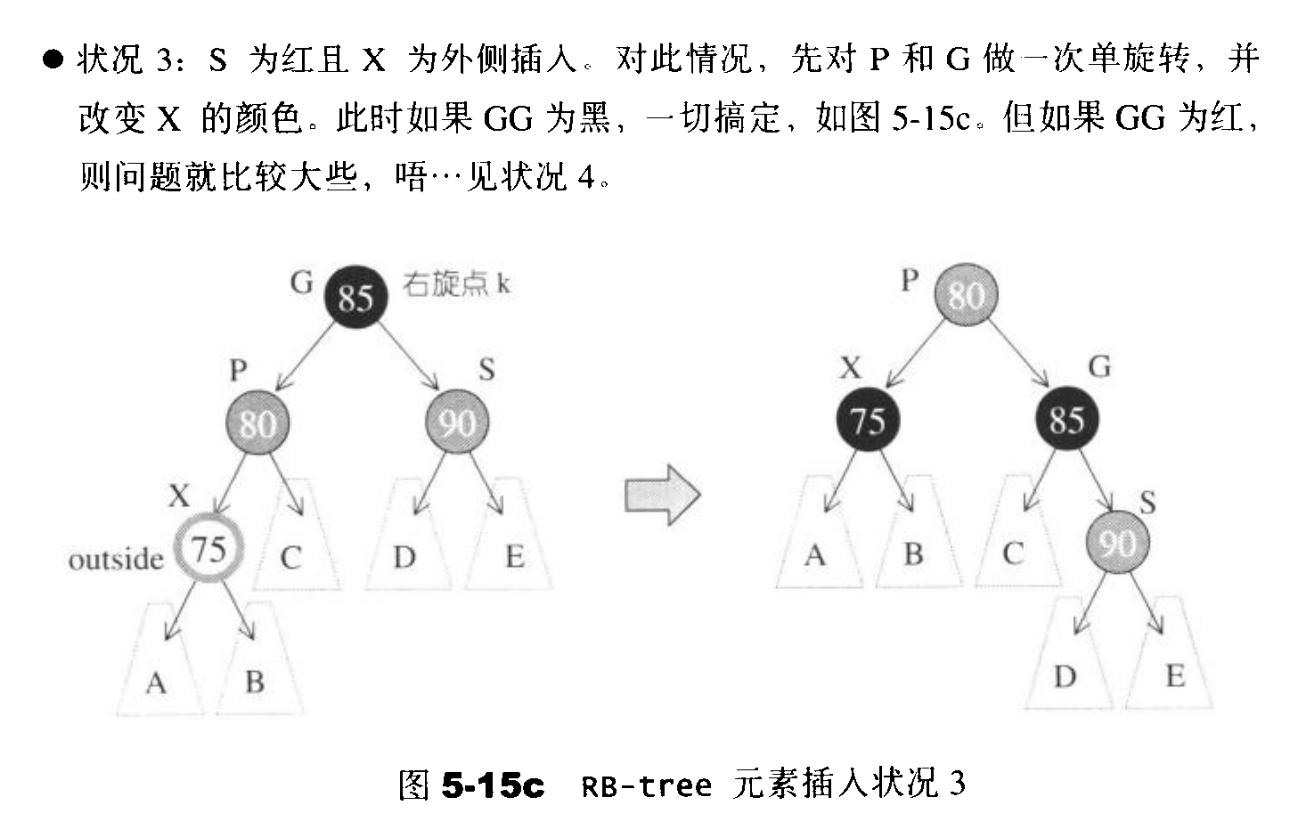 ● 状况 3：S 为红且 X 为外侧插入。对此情况，先对 P 和 G 做一次单旋转，并
改变 X 的颜色。此时如果 GG 为黑，一切搞定，如图 5-15c。但如果 GG 为红，
则问题就比较大些，唔…见状况 4。
G 85 右旋点 k
P 80
P S
80 90
X G
75 85
X
outside 75
C D E
A B C
S
90
A B
D E
图 5-15c RB-tree 元素插入状况 3